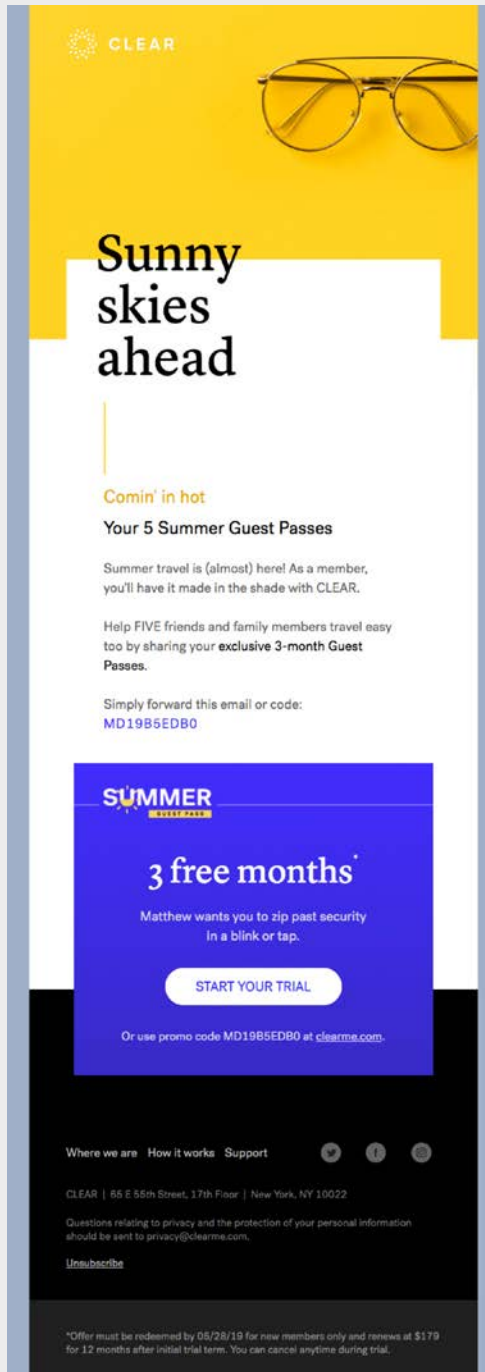 CLEAR
Sunny
skies
ahead
Comin' in hot
Your 5 Summer Guest Passes
Summer travel is (almost) here! As a member,
you'll have it made in the shade with CLEAR.
Help FIVE friends and family members travel easy
too by sharing your exclusive 3-month Guest
Passes.
Simply forward this email or code:
MD19B5EDB0
SUMMER
GUEST PASS
3 free months*
Matthew wants you to zip past security
in a blink or tap.
START YOUR TRIAL
Or use promo code MD19B5EDB0 at clearme.com.
Where we are How it works Support
CLEAR | 65 E 55th Street, 17th Floor | New York, NY 10022
Questions relating to privacy and the protection of your personal information
should be sent to privacy@clearme.com.
Unsubscribe
*Offer must be redeemed by 05/28/19 for new members only and renews at $179
for 12 months after initial trial term. You can cancel anytime during trial.